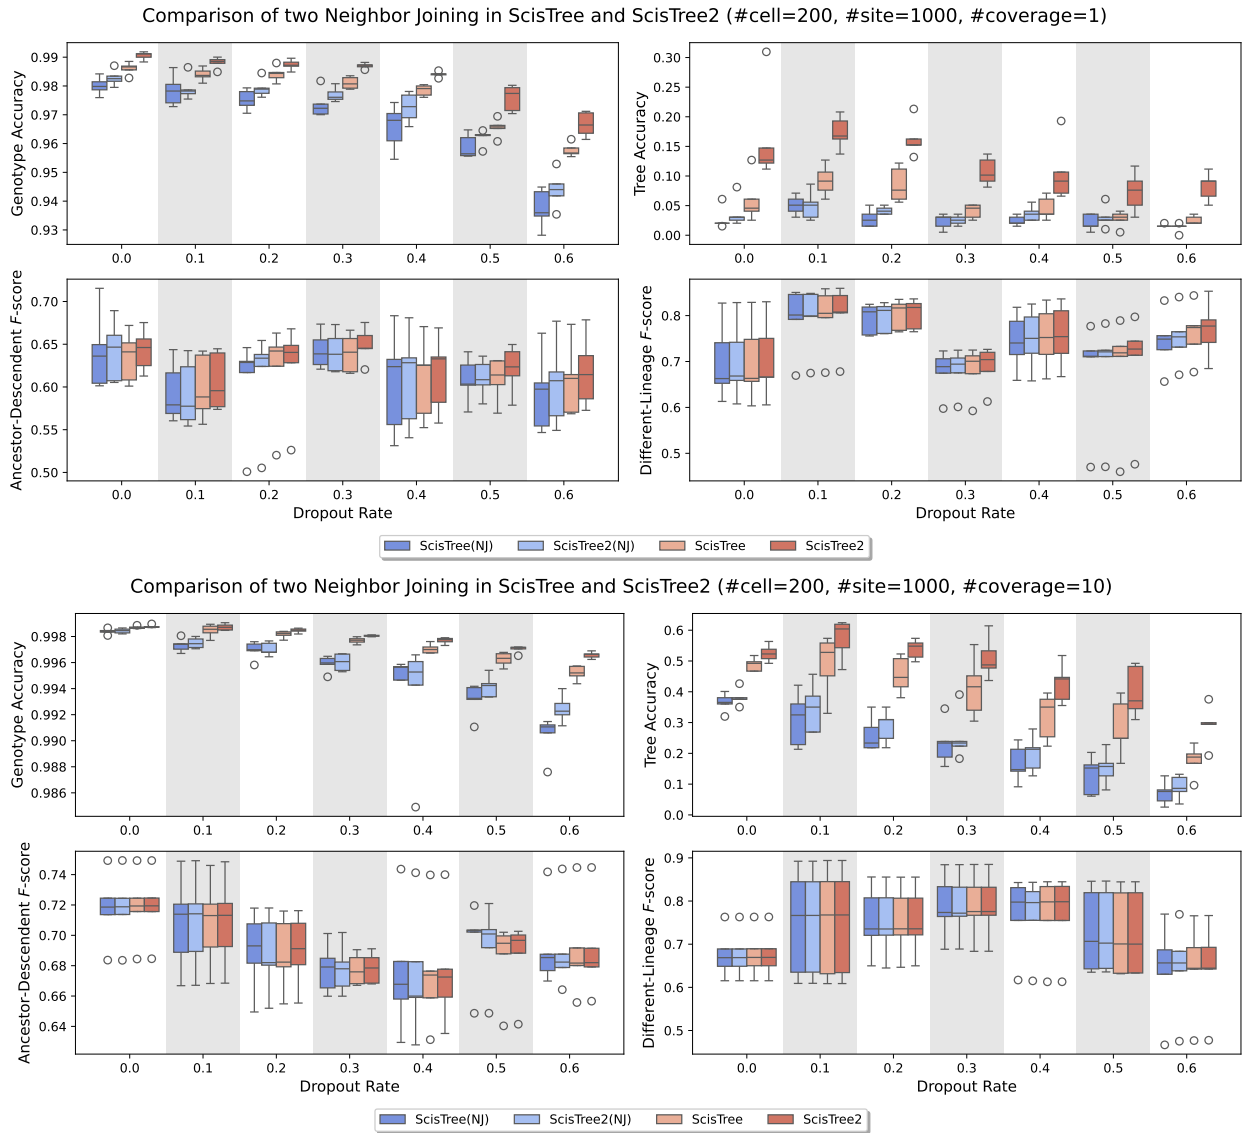 Comparison of two Neighbor Joining in ScisTree and ScisTree2 (#cell=200, #site=1000, #coverage=1)
Genotype Accuracy
0.99
0.98
0.97
0.96
0.95
0.94
0.93
0.0 0.1 0.2 0.3 0.4 0.5 0.6
Tree Accuracy
0.30
0.25
0.20
0.15
0.10
0.05
0.00
0.0 0.1 0.2 0.3 0.4 0.5 0.6
Ancestor-Descendent F-score
0.70
0.65
0.60
0.55
0.50
0.0 0.1 0.2 0.3 0.4 0.5 0.6
Dropout Rate
Different-Lineage F-score
0.8
0.7
0.6
0.5
0.0 0.1 0.2 0.3 0.4 0.5 0.6
Dropout Rate
ScisTree(NJ) ScisTree2(NJ) ScisTree ScisTree2
Comparison of two Neighbor Joining in ScisTree and ScisTree2 (#cell=200, #site=1000, #coverage=10)
Genotype Accuracy
0.998
0.996
0.994
0.992
0.990
0.988
0.986
0.0 0.1 0.2 0.3 0.4 0.5 0.6
Tree Accuracy
0.6
0.5
0.4
0.3
0.2
0.1
0.0
0.0 0.1 0.2 0.3 0.4 0.5 0.6
Ancestor-Descendent F-score
0.74
0.72
0.70
0.68
0.66
0.64
0.0 0.1 0.2 0.3 0.4 0.5 0.6
Dropout Rate
Different-Lineage F-score
0.9
0.8
0.7
0.6
0.5
0.0 0.1 0.2 0.3 0.4 0.5 0.6
Dropout Rate
ScisTree(NJ) ScisTree2(NJ) ScisTree ScisTree2